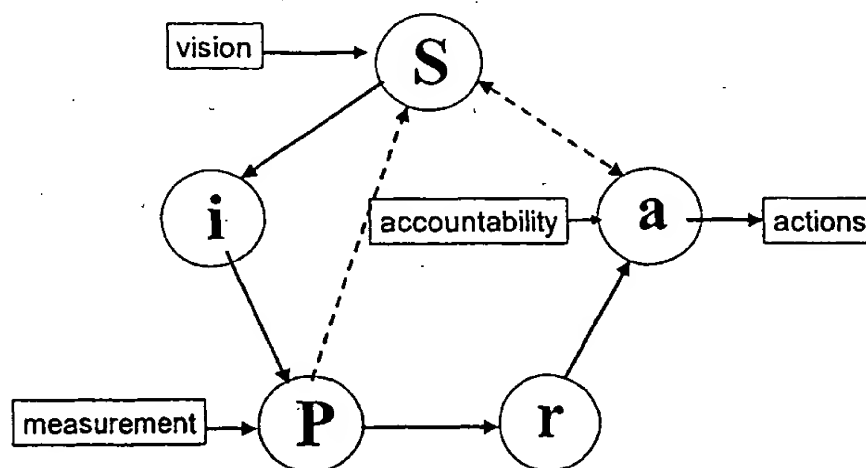 vision
S
i
accountability
a
actions
measurement
P
r